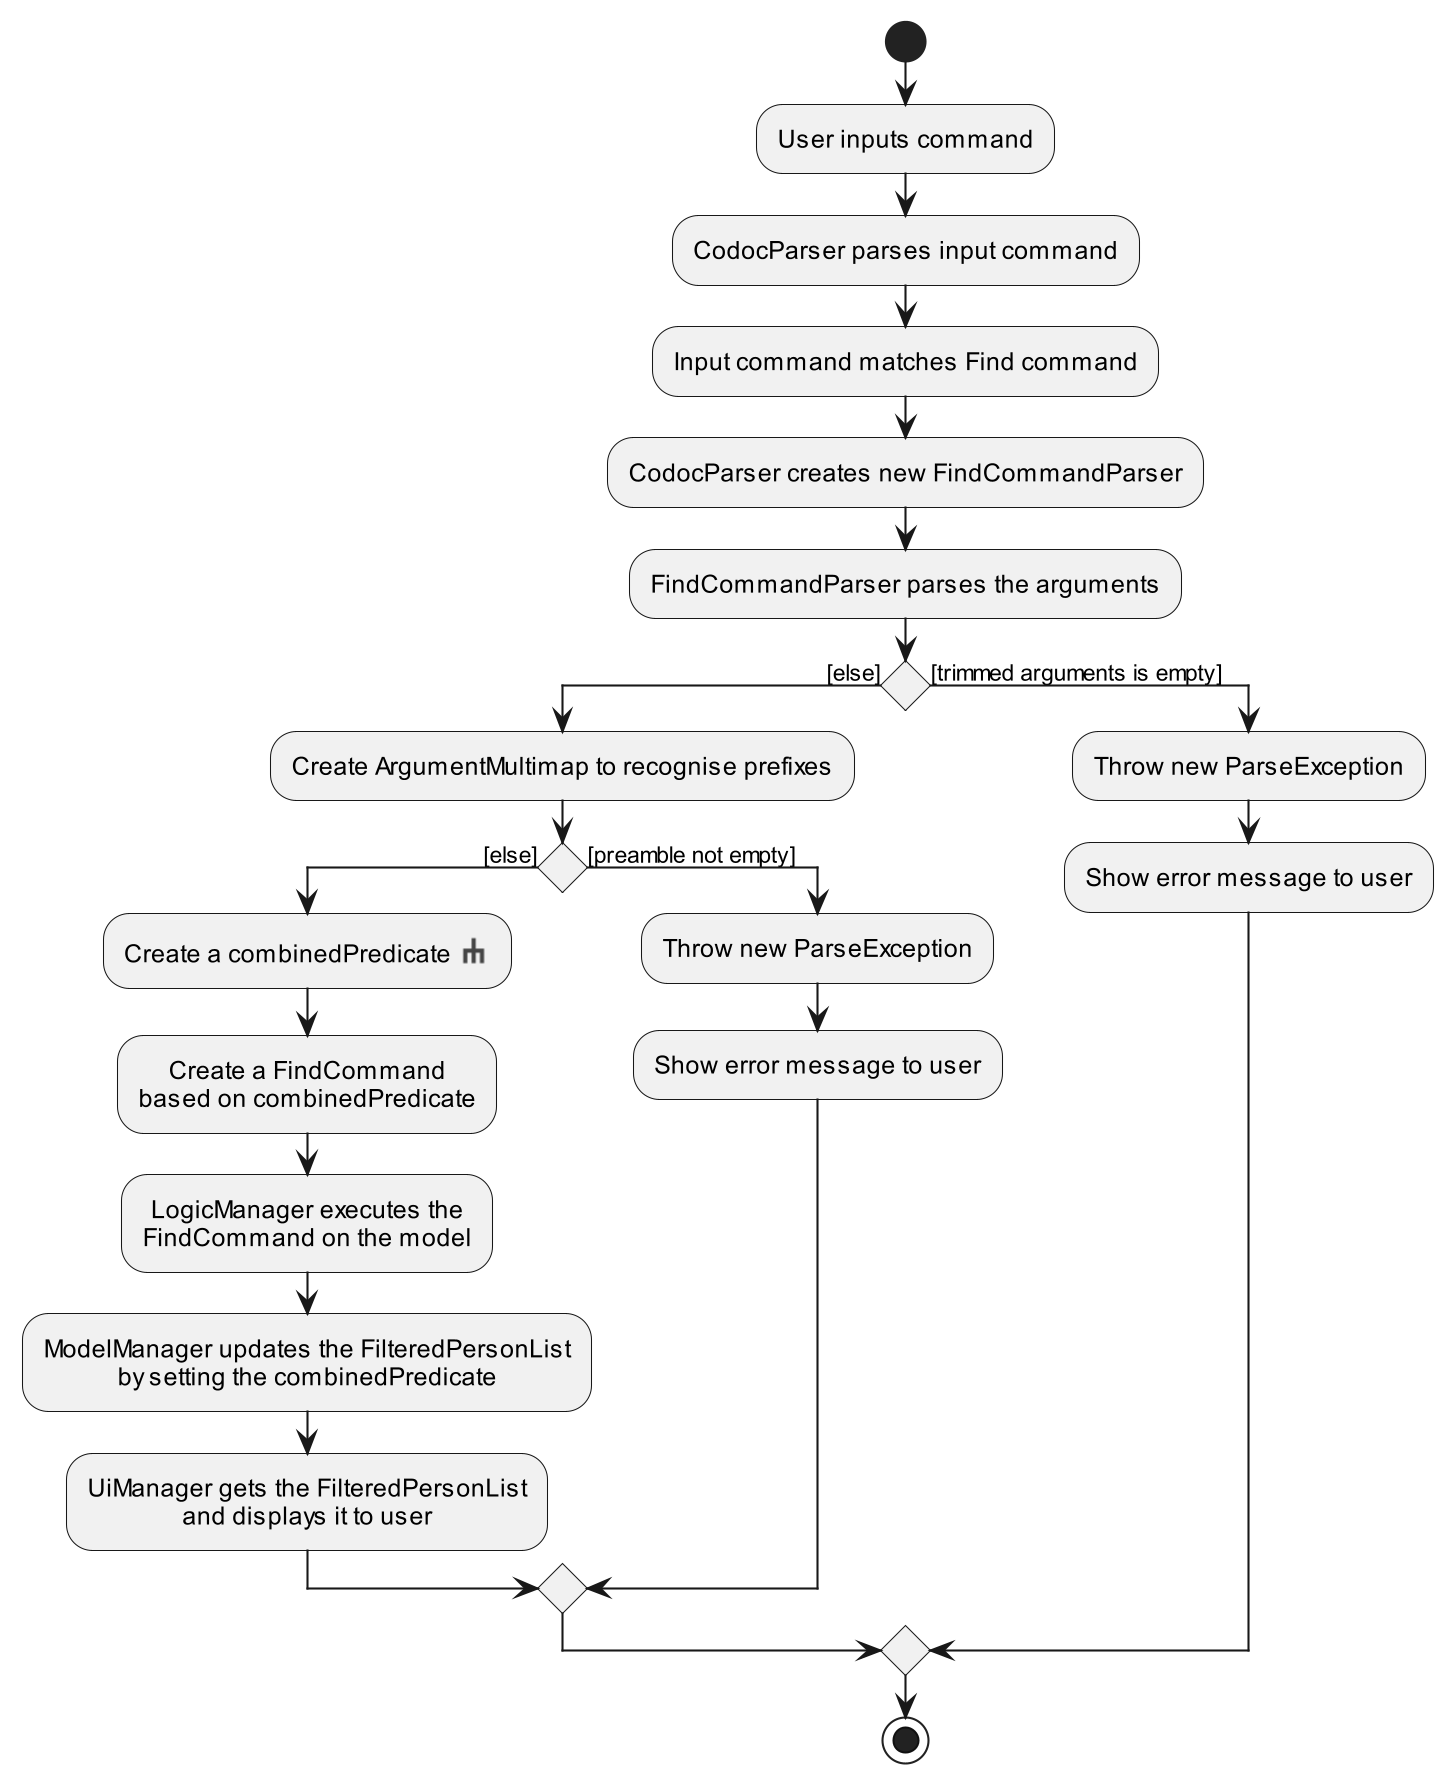 User inputs command
CodocParser parses input command
Input command matches Find command
CodocParser creates new FindCommandParser
FindCommandParser parses the arguments
[else]
[trimmed arguments is empty]
Create ArgumentMultimap to recognise prefixes
Throw new ParseException
[else]
[preamble not empty]
Show error message to user
Create a combinedPredicate
Throw new ParseException
Create a FindCommand
based on combinedPredicate
Show error message to user
LogicManager executes the
FindCommand on the model
ModelManager updates the FilteredPersonList
by setting the combinedPredicate
UiManager gets the FilteredPersonList
and displays it to user